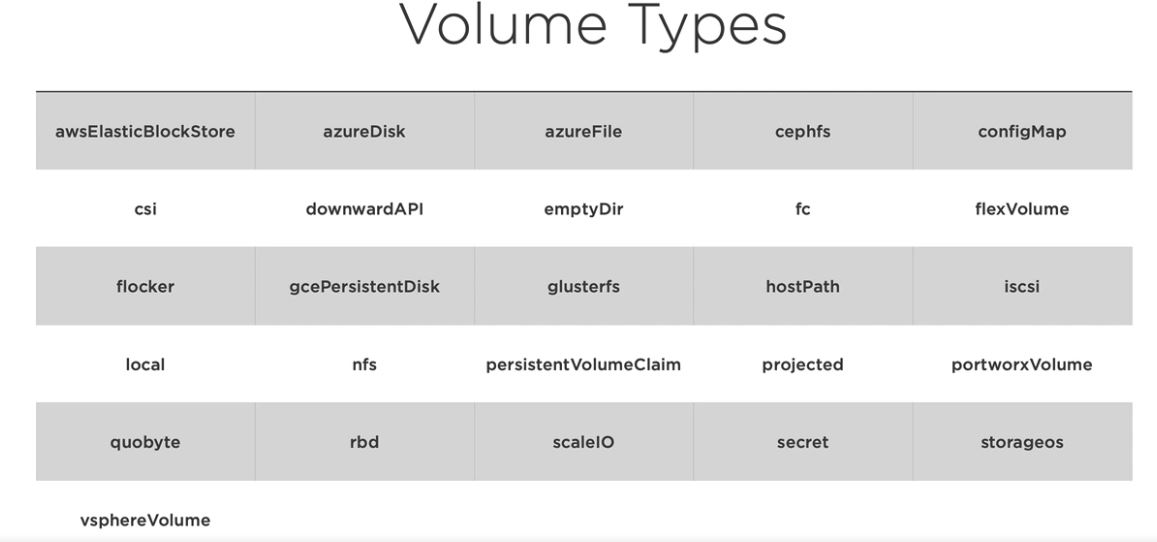 Volume Types
awsElasticBlockStore azureDisk azureFile cephfs configMap
csi downwardAPI emptyDir fc flexVolume
flocker gcePersistentDisk glusterfs hostPath iscsi
local nfs persistentVolumeClaim projected portworxVolume
quobyte rbd scaleIO secret storageos
vsphereVolume